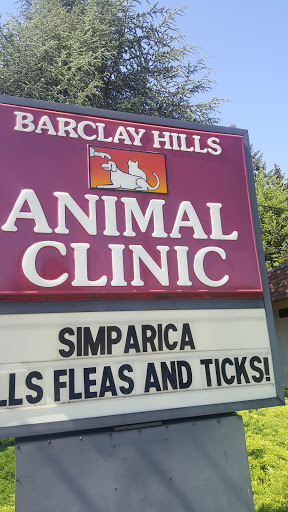 BARCLAY HILLS
ANIMAL
CLINIC
SIMPARICA
LLS FLEAS AND TICKS!